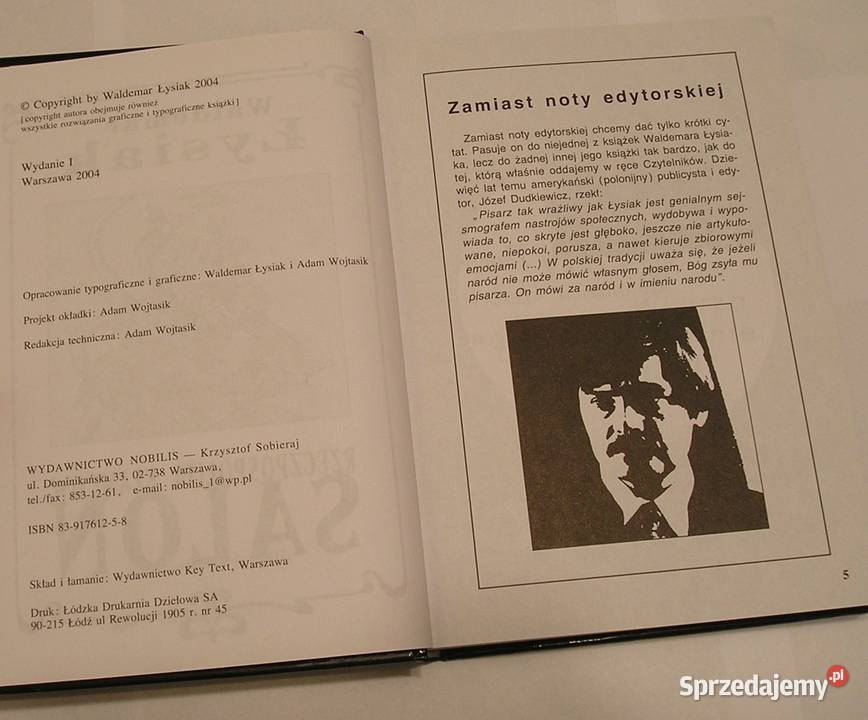 © Copyright by Waldemar Łysiak 2004
[copyright autora obejmuje również
wszystkie rozwiązania graficzne i typograficzne książki]
Wydanie I
Warszawa 2004
Opracowanie typograficzne i graficzne: Waldemar Łysiak i Adam Wojtasik
Projekt okładki: Adam Wojtasik
Redakcja techniczna: Adam Wojtasik
WYDAWNICTWO NOBILIS — Krzysztof Sobieraj
ul. Dominikańska 33, 02-738 Warszawa,
tel./fax: 853-12-61, e-mail: nobilis_1@wp.pl
ISBN 83-917612-5-8
Skład i łamanie: Wydawnictwo Key Text, Warszawa
Druk: Łódzka Drukarnia Dziełowa SA
90-215 Łódź ul Rewolucji 1905 r. nr 45
Zamiast noty edytorskiej
Zamiast noty edytorskiej chcemy dać tylko krótki cy-
tat. Pasuje on do niejednej z książek Waldemara Łysia-
ka, lecz do żadnej innej jego książki tak bardzo, jak do
tej, którą właśnie oddajemy w ręce Czytelników. Dzie-
więć lat temu amerykański (polonijny) publicysta i edy-
tor, Józef Dudkiewicz, rzekł:
„Pisarz tak wrażliwy jak Łysiak jest genialnym sej-
smografem nastrojów społecznych, wydobywa i wypo-
wiada to, co skryte jest głęboko, jeszcze nie artykuło-
wane, niepokoi, porusza, a nawet kieruje zbiorowymi
emocjami (...) W polskiej tradycji uważa się, że jeżeli
naród nie może mówić własnym głosem, Bóg zsyła mu
pisarza. On mówi za naród i w imieniu narodu".
5
Sprzedajemy.pl